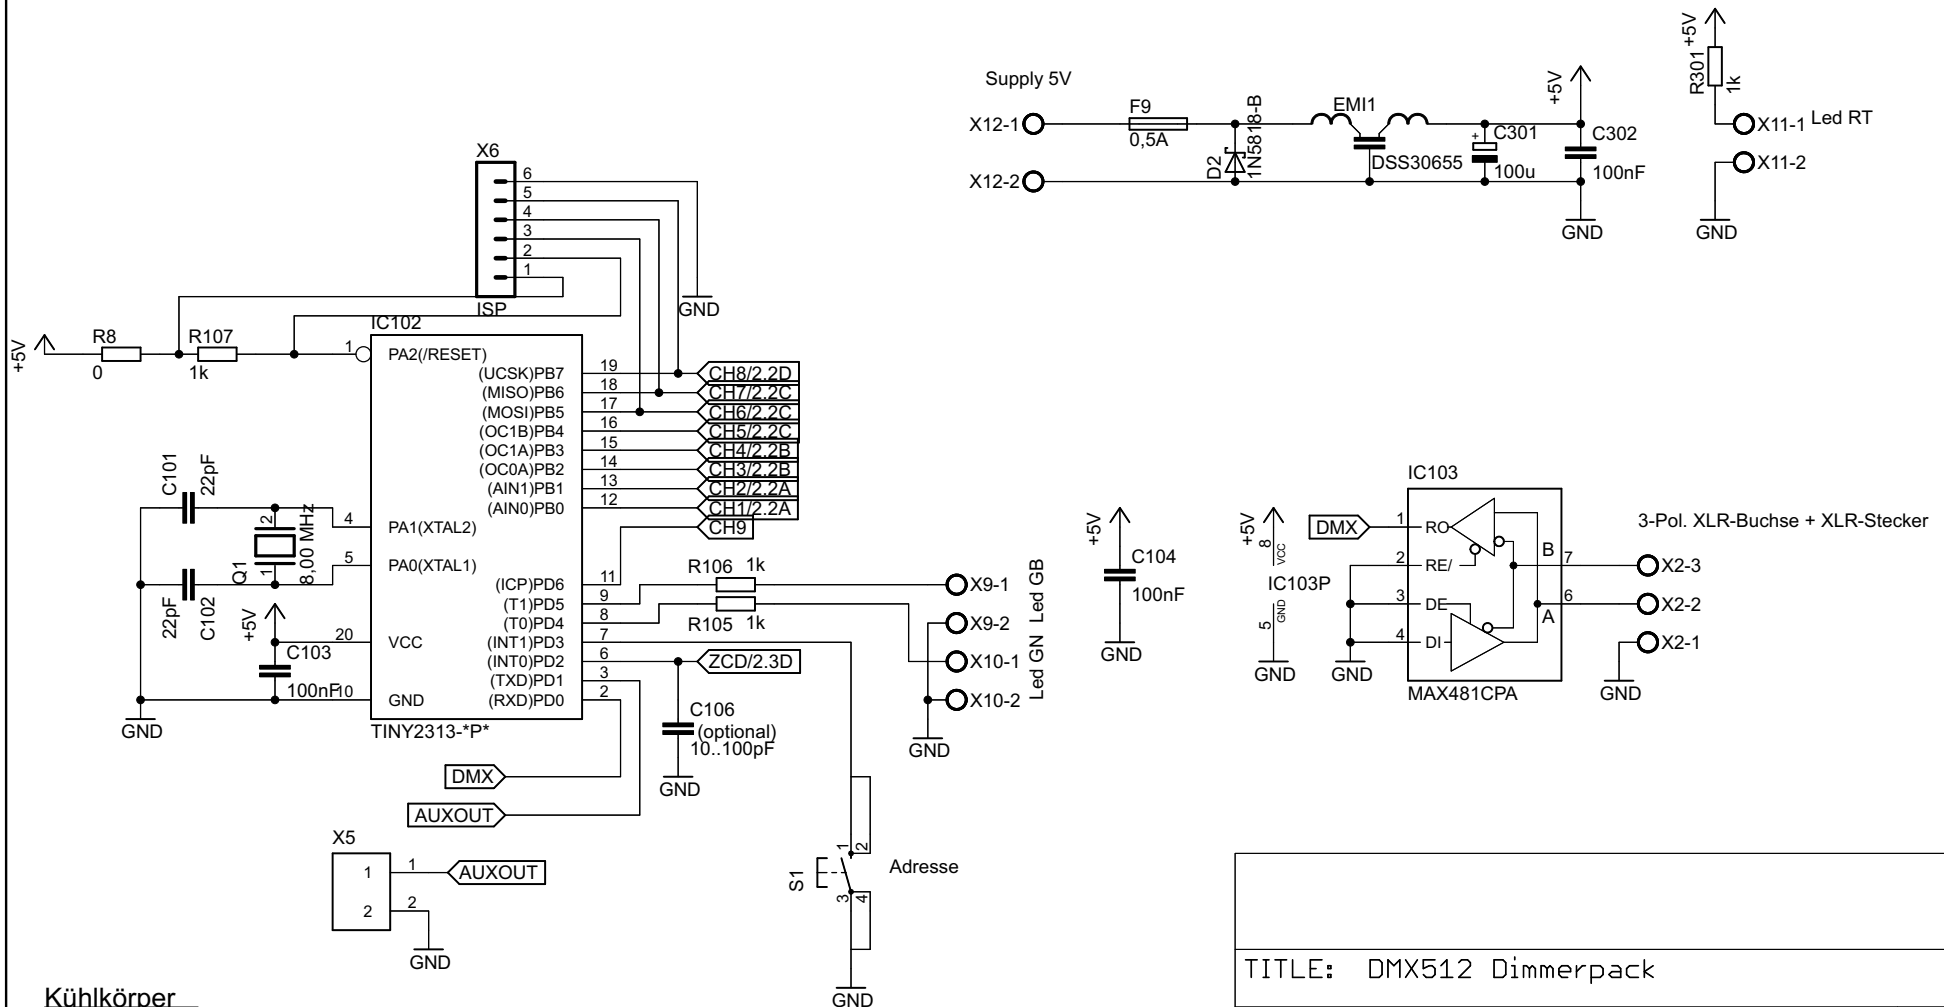 Supply 5V
X12-1
X12-2
F9
0,5A
D2
1N5818-B
EMI1
DSS30655
+
C301
100u
+5V
C302
100nF
GND
+5V
R301
1k
X11-1 Led RT
X11-2
GND
X6
6
5
4
3
2
1
ISP
GND
+5V
R8
0
R107
1k
IC102
1
PA2(/RESET)
(UCSK)PB7
19
CH8/2.2D
(MISO)PB6
18
CH7/2.2C
(MOSI)PB5
17
CH6/2.2C
(OC1B)PB4
16
CH5/2.2C
(OC1A)PB3
15
CH4/2.2B
(OC0A)PB2
14
CH3/2.2B
(AIN1)PB1
13
CH2/2.2A
(AIN0)PB0
12
CH1/2.2A
CH9
C101
22pF
2
Q1
1
8,00 MHz
4
PA1(XTAL2)
5
PA0(XTAL1)
22pF
C102
+5V
20
VCC
C103
100nF
10
GND
GND
(ICP)PD6
11
(T1)PD5
9
(T0)PD4
8
(INT1)PD3
7
(INT0)PD2
6
(TXD)PD1
3
(RXD)PD0
2
TINY2313-*P*
R106 1k
R105 1k
ZCD/2.3D
C106
(optional)
10..100pF
GND
X9-1
X9-2
X10-1
X10-2
Led GB
Led GN
GND
DMX
AUXOUT
X5
1
1
AUXOUT
2
2
GND
S1
1
2
3
4
Adresse
GND
+5V
C104
100nF
GND
+5V
8
VCC
IC103P
5
GND
GND
IC103
DMX
1
RO
2
RE/
3
DE
4
DI
GND
B
7
A
6
MAX481CPA
3-Pol. XLR-Buchse + XLR-Stecker
X2-3
X2-2
X2-1
GND
Kühlkörper
TITLE: DMX512 Dimmerpack